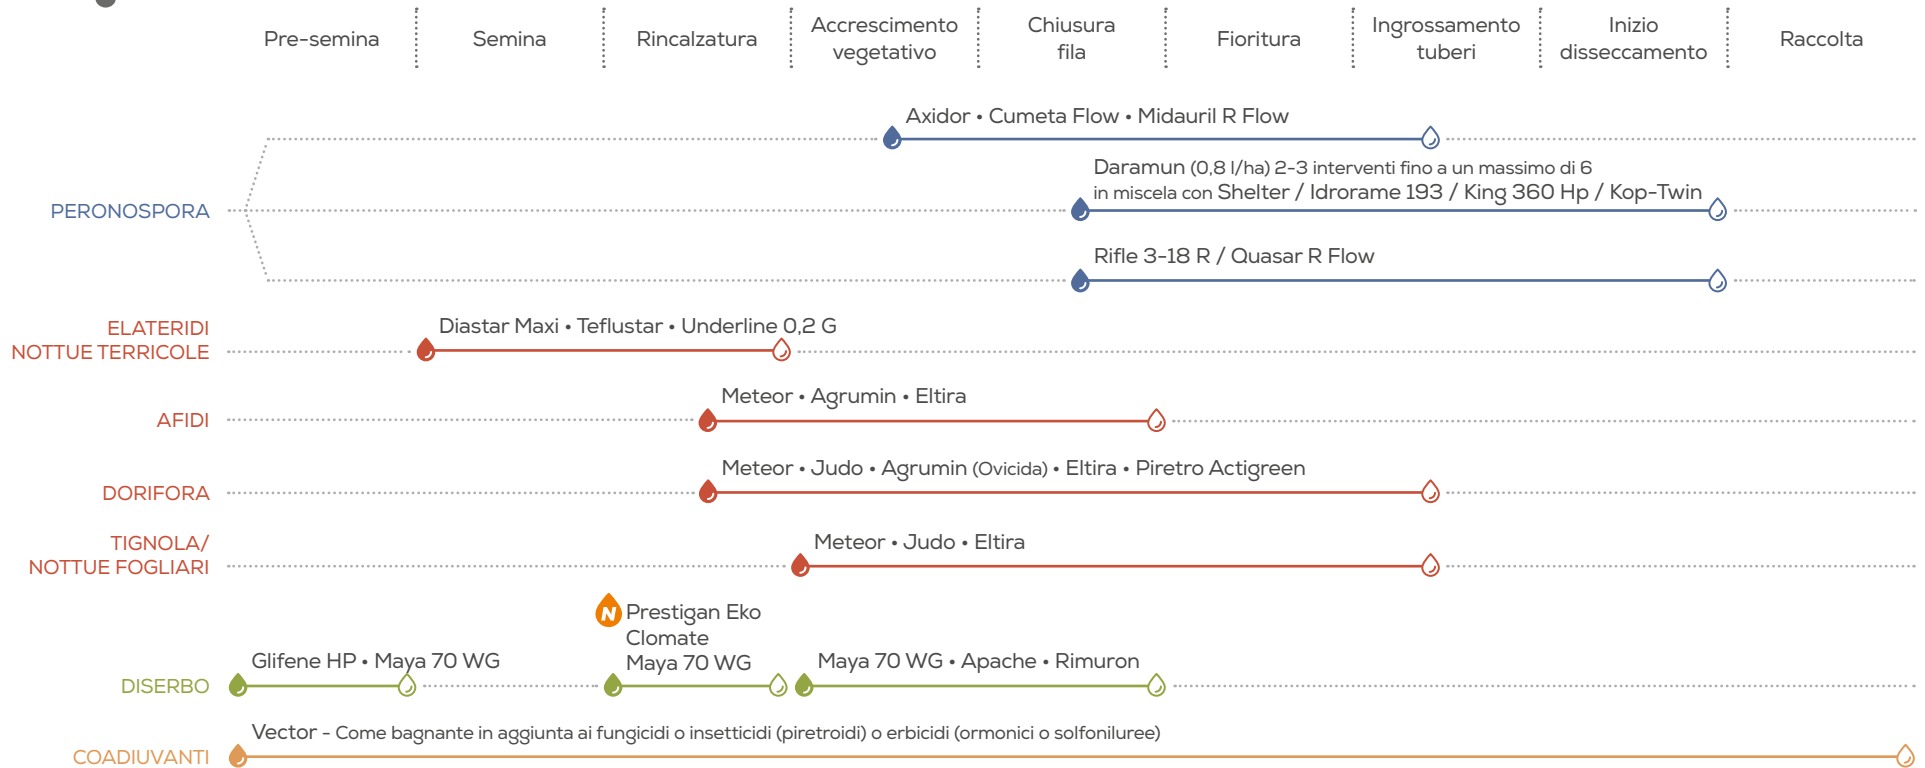 Pre-semina
Semina
Rincalzatura
Accrescimento
vegetativo
Chiusura
fila
Fioritura
Ingrossamento
tuberi
Inizio
disseccamento
Raccolta
Axidor • Cumeta Flow • Midauril R Flow
Daramun (0,8 l/ha) 2-3 interventi fino a un massimo di 6
in miscela con Shelter / Idrorame 193 / King 360 Hp / Kop-Twin
PERONOSPORA
Rifle 3-18 R / Quasar R Flow
ELATERIDI
NOTTUE TERRICOLE
Diastar Maxi • Teflustar • Underline 0,2 G
AFIDI
Meteor • Agrumin • Eltira
DORIFORA
Meteor • Judo • Agrumin (Ovicida) • Eltira • Piretro Actigreen
TIGNOLA/
NOTTUE FOGLIARI
Meteor • Judo • Eltira
DISERBO
Glifene HP • Maya 70 WG
N Prestigan Eko
Clomate
Maya 70 WG
Maya 70 WG • Apache • Rimuron
COADIUVANTI
Vector - Come bagnante in aggiunta ai fungicidi o insetticidi (piretroidi) o erbicidi (ormonici o solfoniluree)